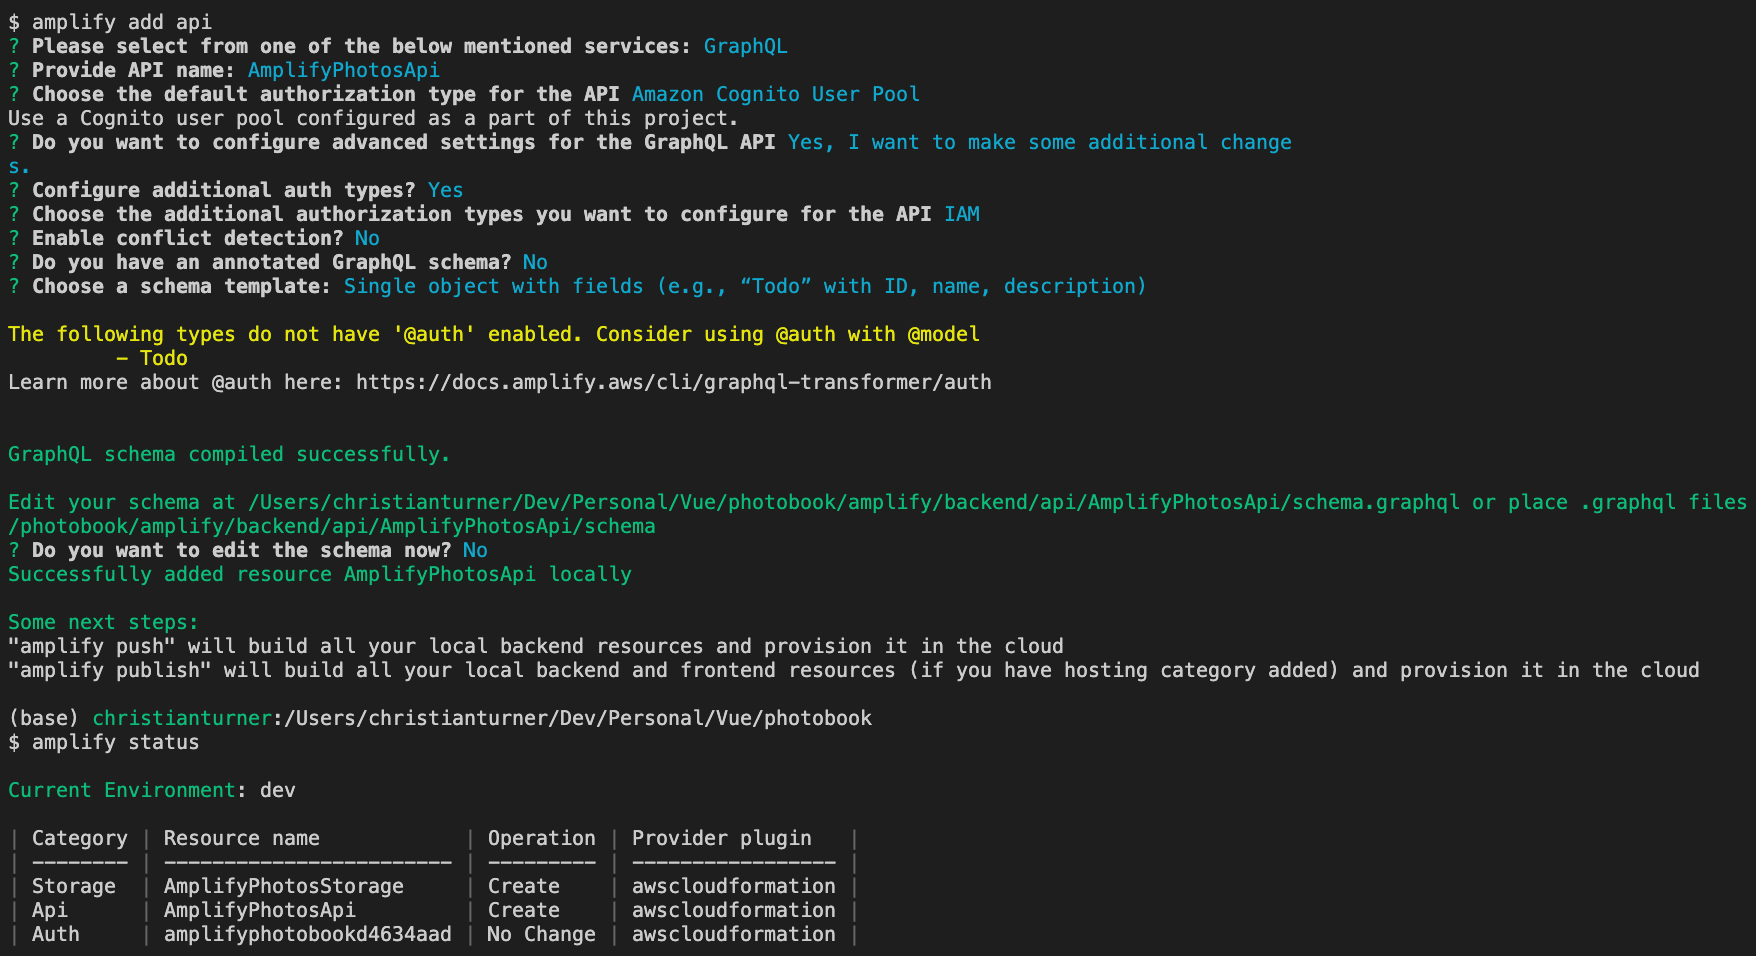 $ amplify add api
? Please select from one of the below mentioned services: GraphQL
? Provide API name: AmplifyPhotosApi
? Choose the default authorization type for the API Amazon Cognito User Pool
Use a Cognito user pool configured as a part of this project.
? Do you want to configure advanced settings for the GraphQL API Yes, I want to make some additional change
s.
? Configure additional auth types? Yes
? Choose the additional authorization types you want to configure for the API IAM
? Enable conflict detection? No
? Do you have an annotated GraphQL schema? No
? Choose a schema template: Single object with fields (e.g., “Todo” with ID, name, description)
The following types do not have '@auth' enabled. Consider using @auth with @model
− Todo
Learn more about @auth here: https://docs.amplify.aws/cli/graphql-transformer/auth
GraphQL schema compiled successfully.
Edit your schema at /Users/christianturner/Dev/Personal/Vue/photobook/amplify/backend/api/AmplifyPhotosApi/schema.graphql or place .graphql files
/photobook/amplify/backend/api/AmplifyPhotosApi/schema
? Do you want to edit the schema now? No
Successfully added resource AmplifyPhotosApi locally
Some next steps:
"amplify push" will build all your local backend resources and provision it in the cloud
"amplify publish" will build all your local backend and frontend resources (if you have hosting category added) and provision it in the cloud
(base) christianturner:/Users/christianturner/Dev/Personal/Vue/photobook
$ amplify status
Current Environment: dev
| Category | Resource name | Operation | Provider plugin |
| -------- | ------------------------ | --------- | ----------------- |
| Storage | AmplifyPhotosStorage | Create | awscloudformation |
| Api | AmplifyPhotosApi | Create | awscloudformation |
| Auth | amplifyphotobookd4634aad | No Change | awscloudformation |